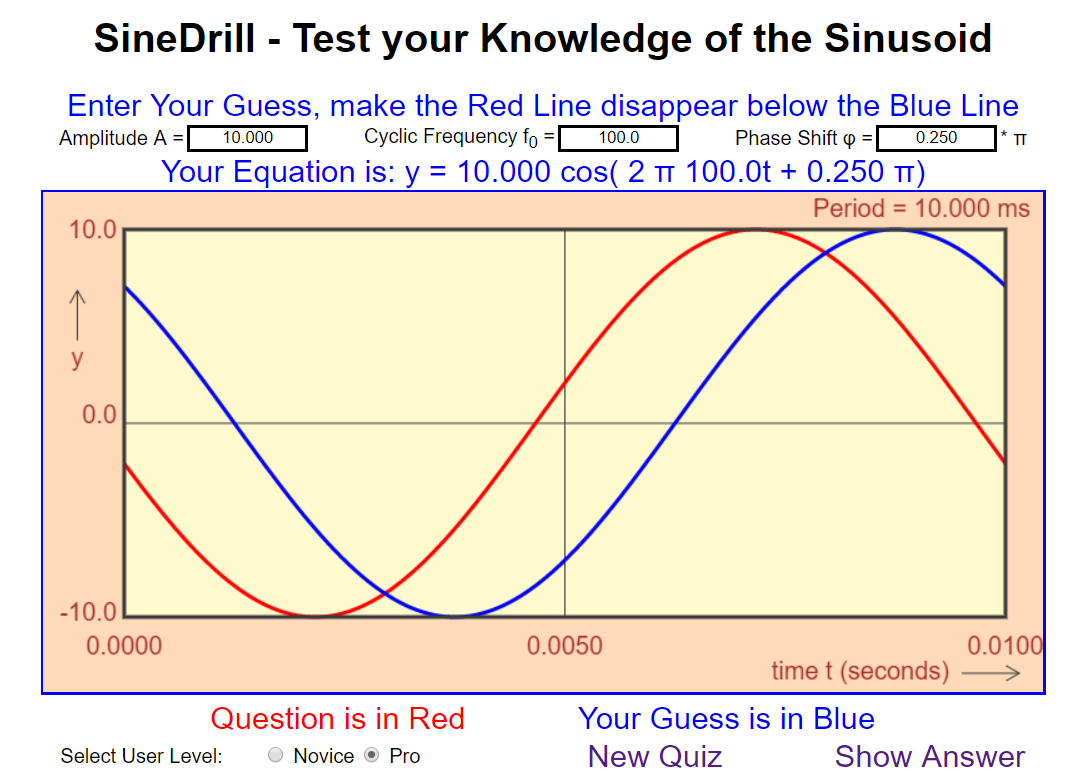 SineDrill - Test your Knowledge of the Sinusoid
Enter Your Guess, make the Red Line disappear below the Blue Line
Amplitude A = 10.000 Cyclic Frequency f₀ = 100.0 Phase Shift φ = 0.250 * π
Your Equation is: y = 10.000 cos( 2 π 100.0t + 0.250 π)
Period = 10.000 ms
10.0
y
0.0
-10.0
0.0000 0.0050 0.0100
time t (seconds)
Question is in Red Your Guess is in Blue
Select User Level: Novice Pro New Quiz Show Answer